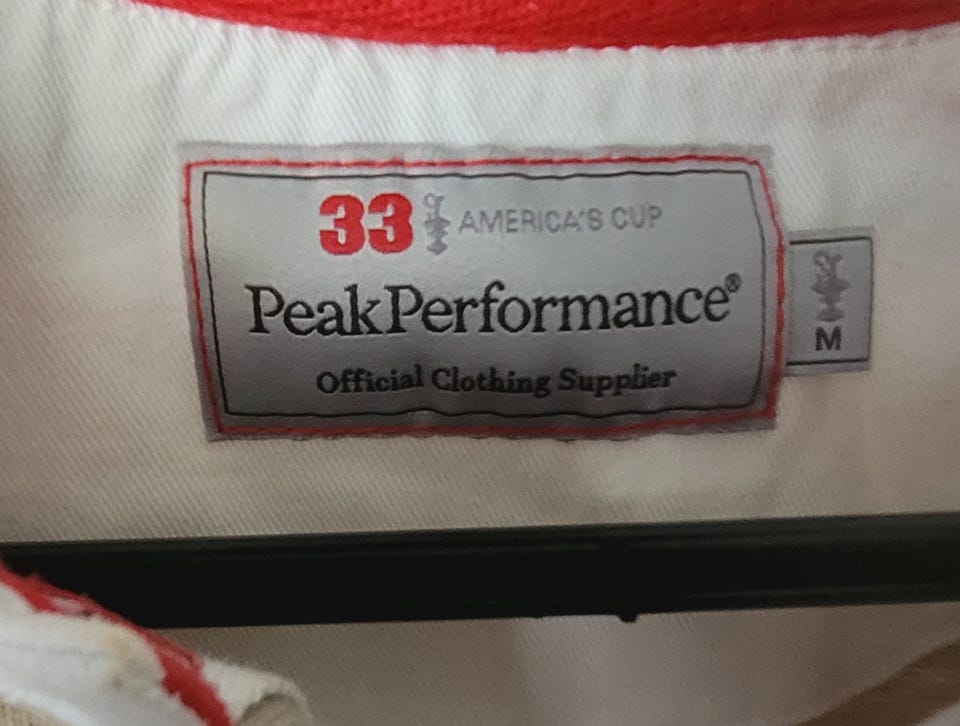 33 AMERICA'S CUP
PeakPerformance®
Official Clothing Supplier
M